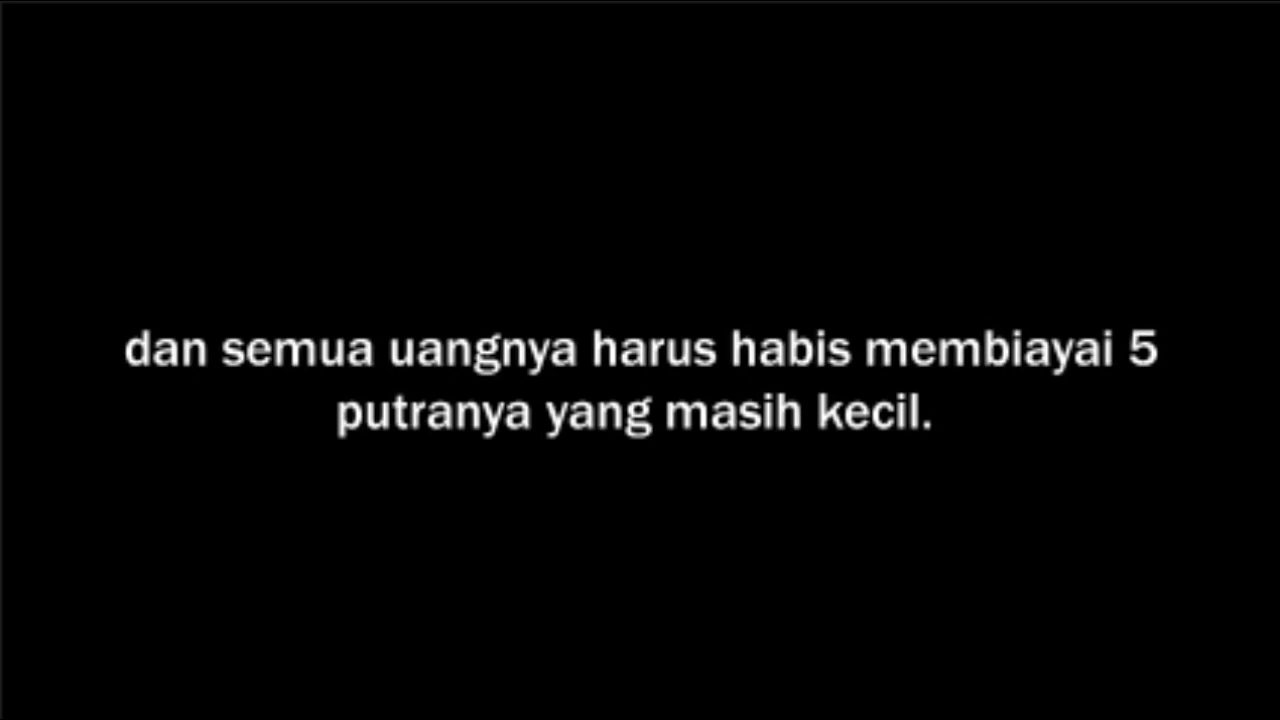 dan semua uangnya harus habis membiayai 5
putranya yang masih kecil.